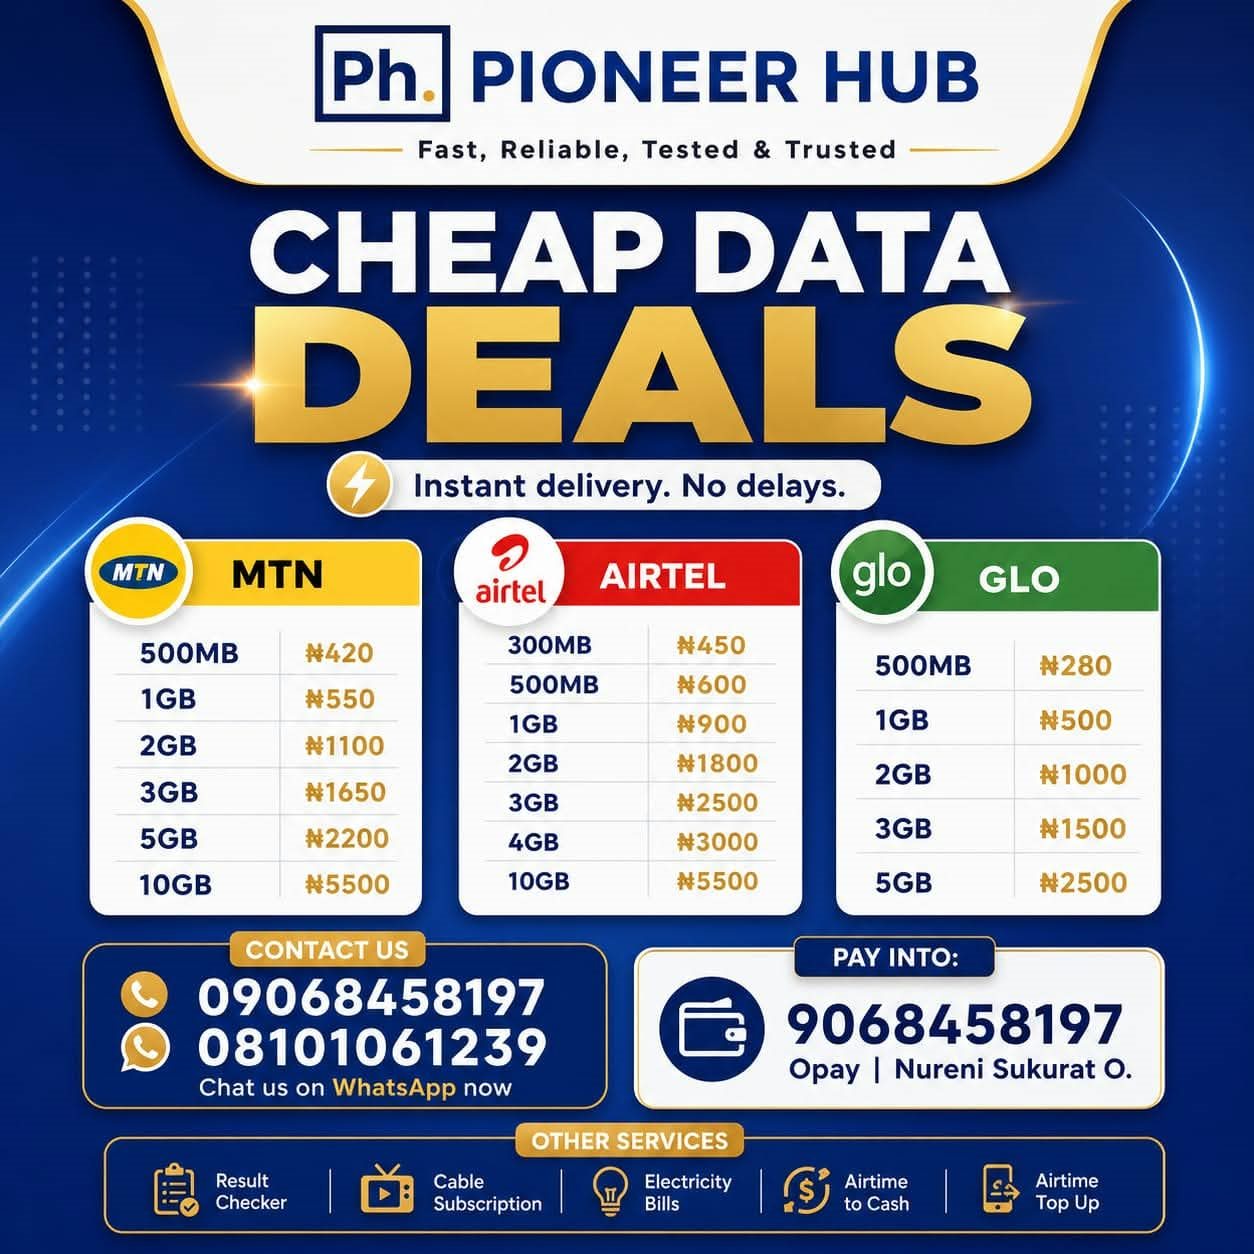 Ph. PIONEER HUB
Fast, Reliable, Tested & Trusted
CHEAP DATA
DEALS
Instant delivery. No delays.
MTN MTN
500MB ₦420
1GB ₦550
2GB ₦1100
3GB ₦1650
5GB ₦2200
10GB ₦5500
airtel AIRTEL
300MB ₦450
500MB ₦600
1GB ₦900
2GB ₦1800
3GB ₦2500
4GB ₦3000
10GB ₦5500
glo GLO
500MB ₦280
1GB ₦500
2GB ₦1000
3GB ₦1500
5GB ₦2500
CONTACT US
09068458197
08101061239
Chat us on WhatsApp now
PAY INTO:
9068458197
Opay | Nureni Sukurat O.
OTHER SERVICES
Result
Checker
Cable
Subscription
Electricity
Bills
Airtime
to Cash
Airtime
Top Up